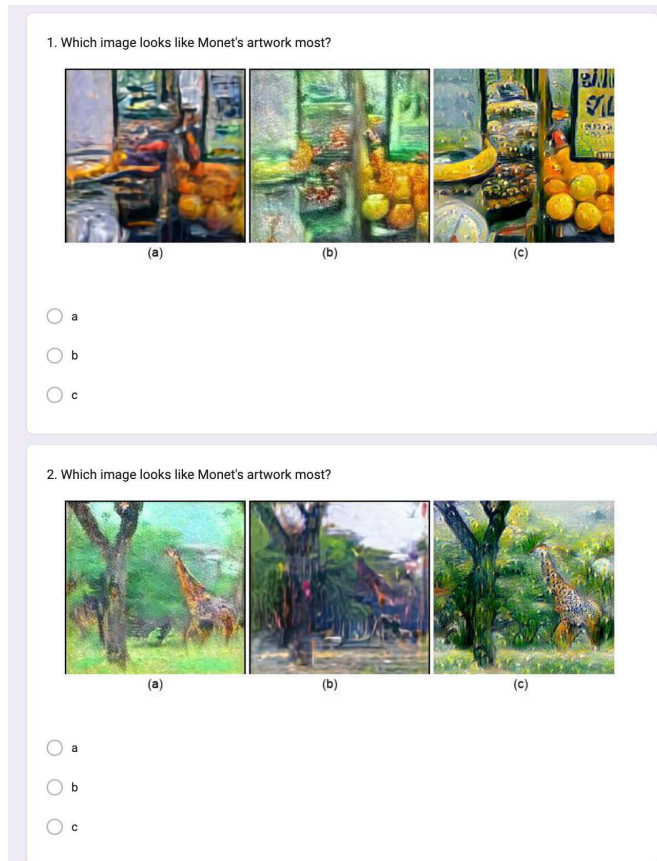 1. Which image looks like Monet's artwork most?
(a) (b) (c)
a
b
c
2. Which image looks like Monet's artwork most?
(a) (b) (c)
a
b
c